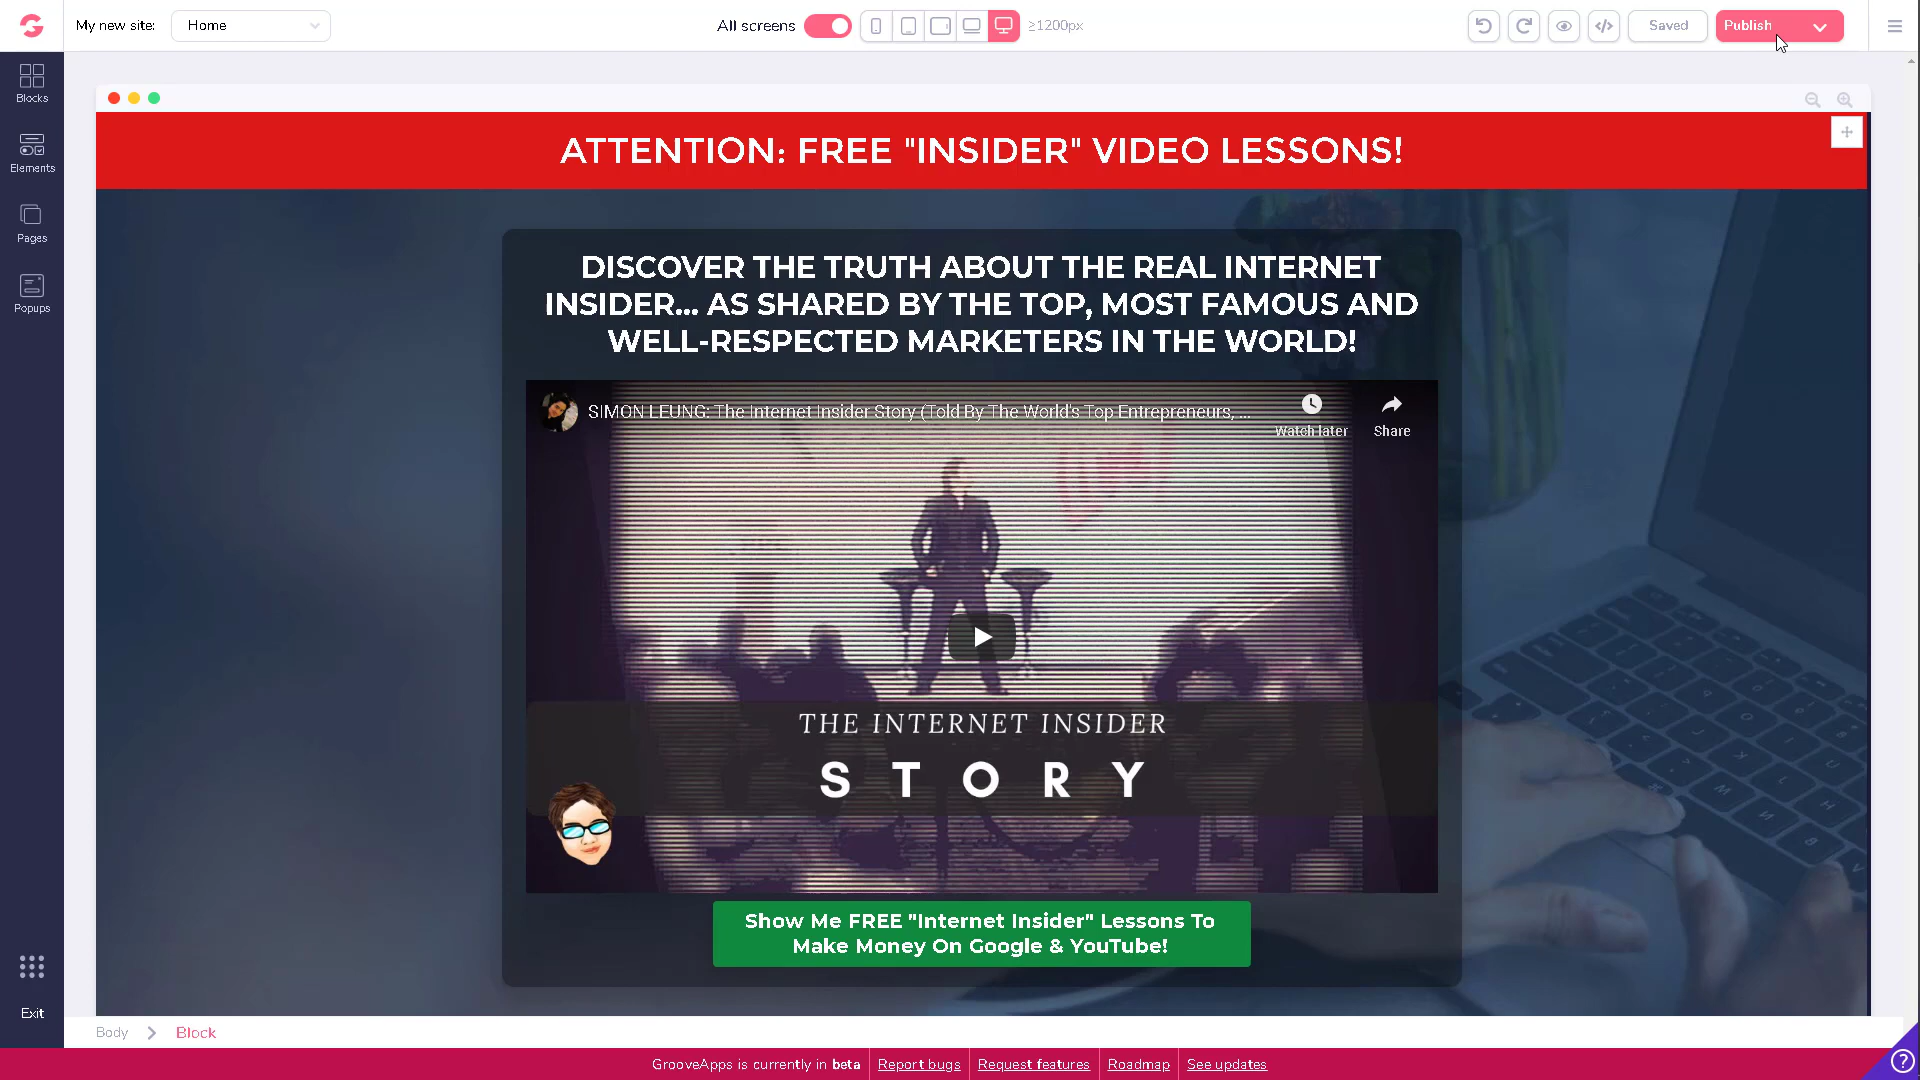 My new site:
Home
All screens
≥1200px
Saved
Publish
Blocks
Elements
Pages
Popups
Exit
ATTENTION: FREE "INSIDER" VIDEO LESSONS!
DISCOVER THE TRUTH ABOUT THE REAL INTERNET
INSIDER... AS SHARED BY THE TOP, MOST FAMOUS AND
WELL-RESPECTED MARKETERS IN THE WORLD!
SIMON LEUNG: The Internet Insider Story (Told By The World's Top Entrepreneurs, ...
Watch later
Share
THE INTERNET INSIDER
STORY
Show Me FREE "Internet Insider" Lessons To
Make Money On Google & YouTube!
Body
Block
GrooveApps is currently in beta
Report bugs
Request features
Roadmap
See updates